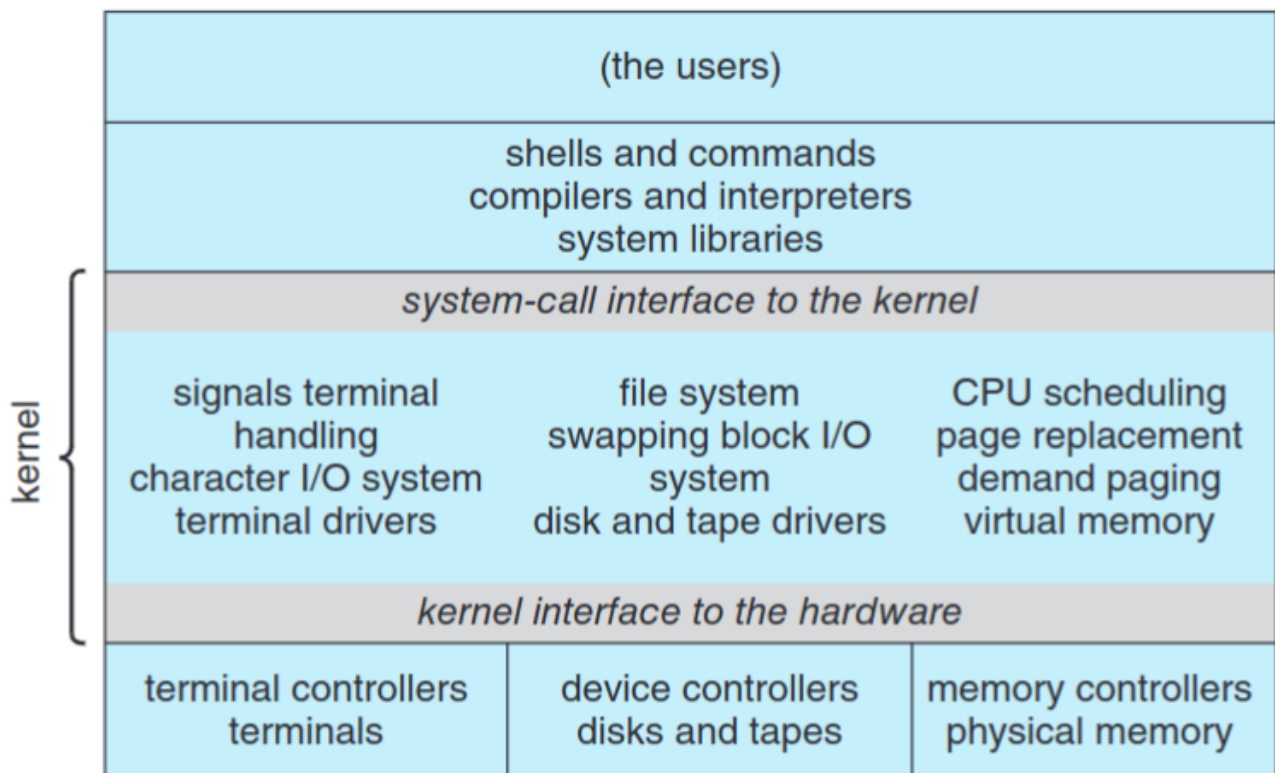 (the users)
shells and commands
compilers and interpreters
system libraries
system-call interface to the kernel
kernel
signals terminal
handling
character I/O system
terminal drivers
file system
swapping block I/O
system
disk and tape drivers
CPU scheduling
page replacement
demand paging
virtual memory
kernel interface to the hardware
terminal controllers
terminals
device controllers
disks and tapes
memory controllers
physical memory